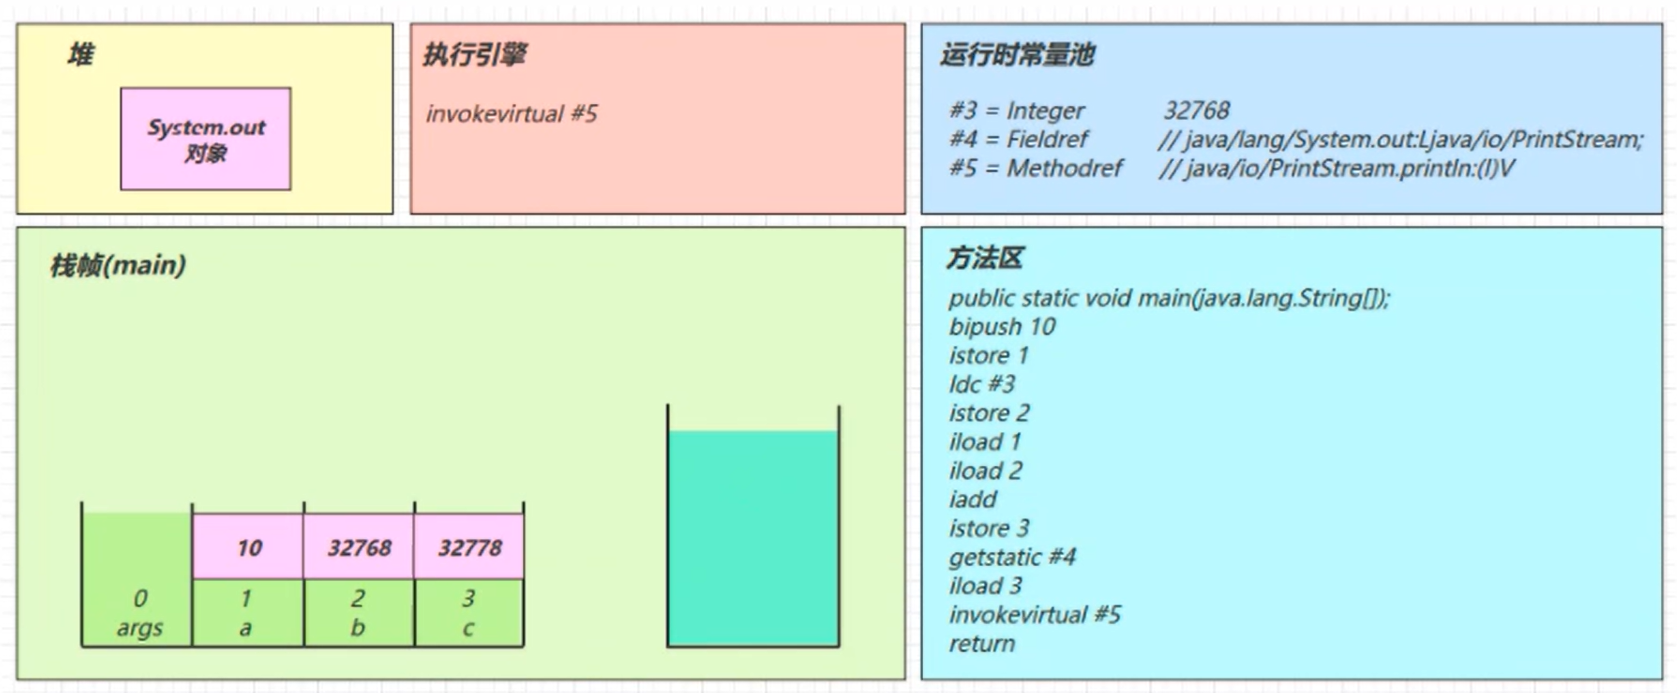 堆
System.out
对象
执行引擎
invokevirtual #5
运行时常量池
#3 = Integer 32768
#4 = Fieldref // java/lang/System.out:Ljava/io/PrintStream;
#5 = Methodref // java/io/PrintStream.println:(I)V
栈帧(main)
10 32768 32778
0 1 2 3
args a b c
方法区
public static void main(java.lang.String[]);
bipush 10
istore 1
ldc #3
istore 2
iload 1
iload 2
iadd
istore 3
getstatic #4
iload 3
invokevirtual #5
return